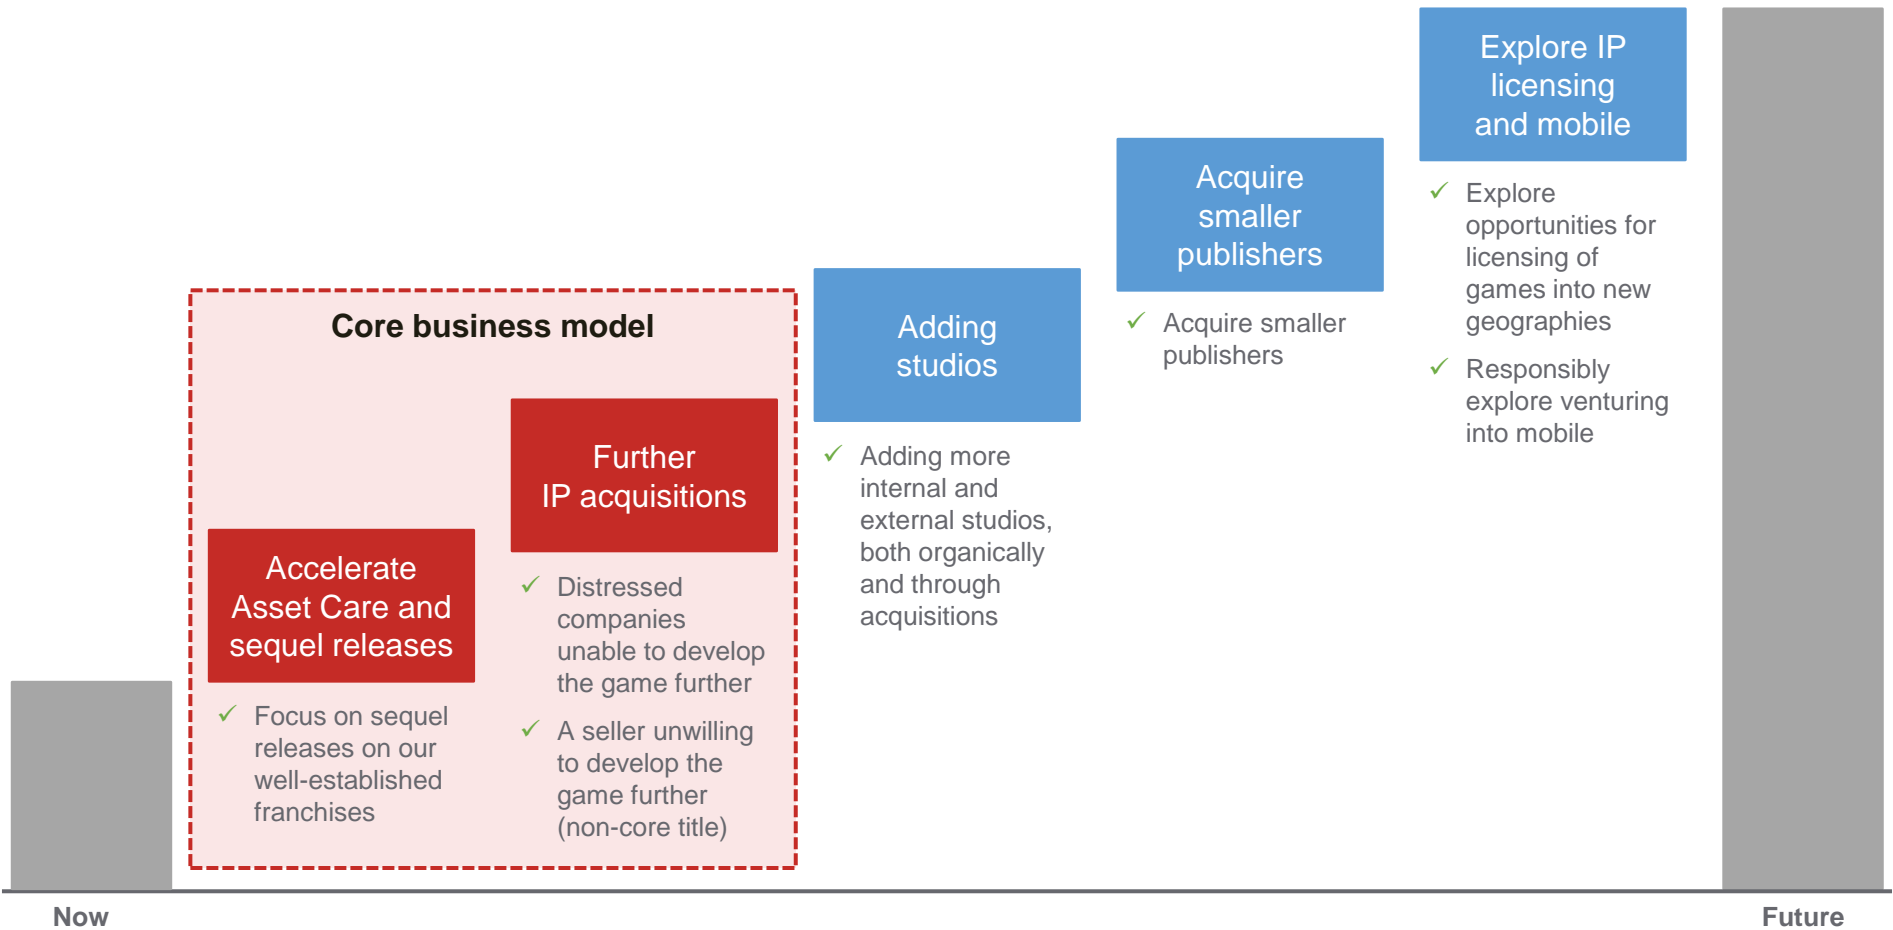 Core business model
Accelerate
Asset Care and
sequel releases
✓ Focus on sequel
releases on our
well-established
franchises
Further
IP acquisitions
✓ Distressed
companies
unable to develop
the game further
✓ A seller unwilling
to develop the
game further
(non-core title)
Adding
studios
✓ Adding more
internal and
external studios,
both organically
and through
acquisitions
Acquire
smaller
publishers
✓ Acquire smaller
publishers
Explore IP
licensing
and mobile
✓ Explore
opportunities for
licensing of
games into new
geographies
✓ Responsibly
explore venturing
into mobile
Now
Future